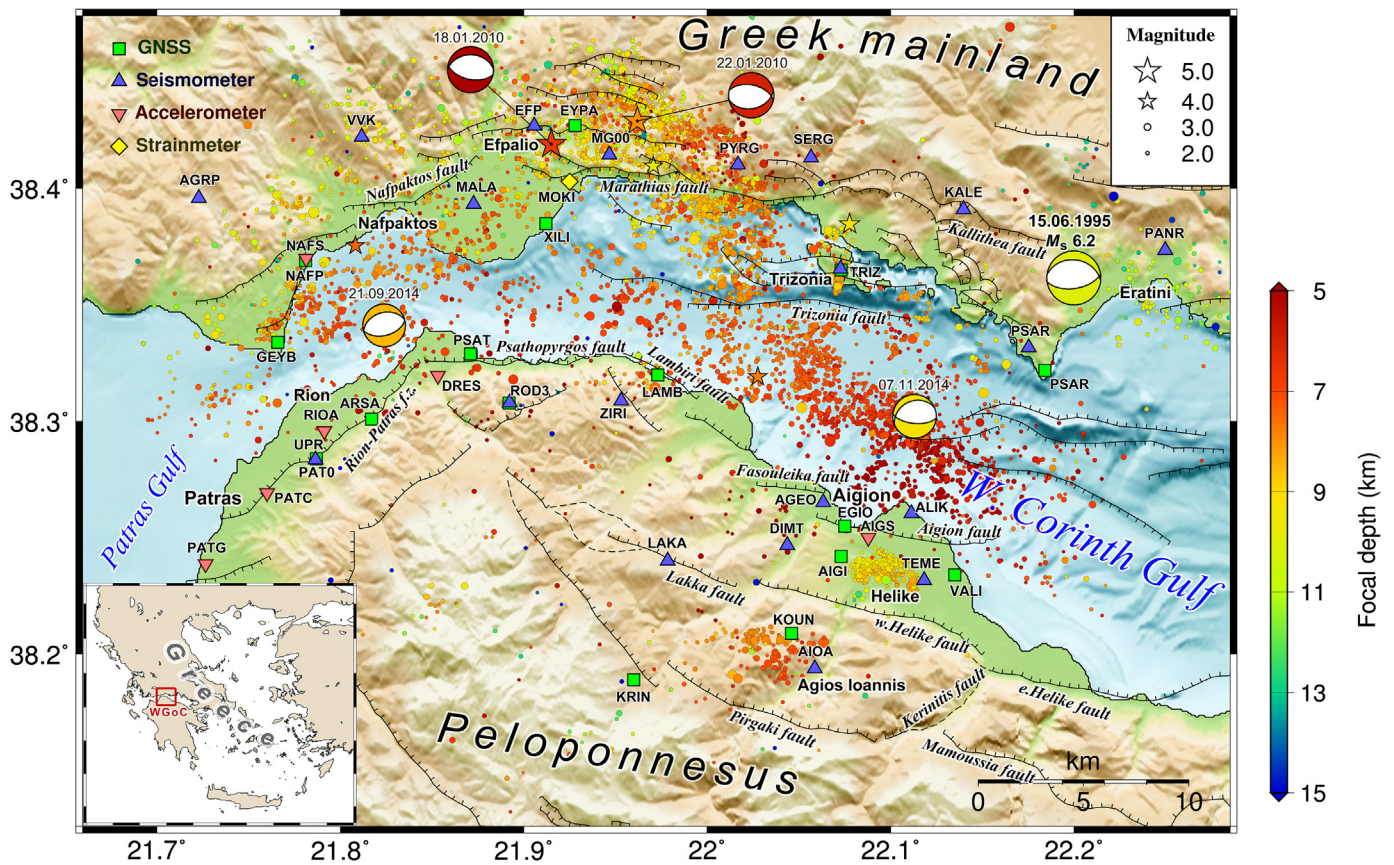 Greek mainland
18.01.2010
22.01.2010
GNSS
Seismometer
Accelerometer
Strainmeter
Magnitude
5.0
4.0
3.0
2.0
VVK
EFP
EYPA
MG00
Efpalio
PYRG
SERG
AGRP
Nafpaktos fault
MALA
MOKI
Marathias fault
KALE
Nafpaktos
XILI
Kallithea fault
15.06.1995
Ms 6.2
PANR
NAFS
NAFP
Trizonia
TRIZ
Eratini
21.09.2014
Trizonia fault
GEYB
PSAT
Psathopyrgos fault
PSAR
PSAR
Lambiri fault
DRES
ROD3
ZIRI
LAMB
07.11.2014
Rion
ARSA
RIOA
UPR
PAT0
Rion-Patras f.z.
Patras
PATC
Patras Gulf
PATG
Fasouleika fault
AGEO
Aigion
EGIO
AIGS
ALIK
Aigion fault
W. Corinth Gulf
DIMT
LAKA
AIGI
TEME
VALI
Lakka fault
Helike
w.Helike fault
KOUN
AIOA
Agios Ioannis
KRIN
Kerinitis fault
e.Helike fault
Pirgaki fault
Mamoussia fault
Peloponnesus
Greece
WGoC
km
0
10
38.4˚
38.3˚
38.2˚
21.7˚
21.8˚
21.9˚
22.0˚
22.1˚
22.2˚
5
7
9
11
13
15
Focal depth (km)